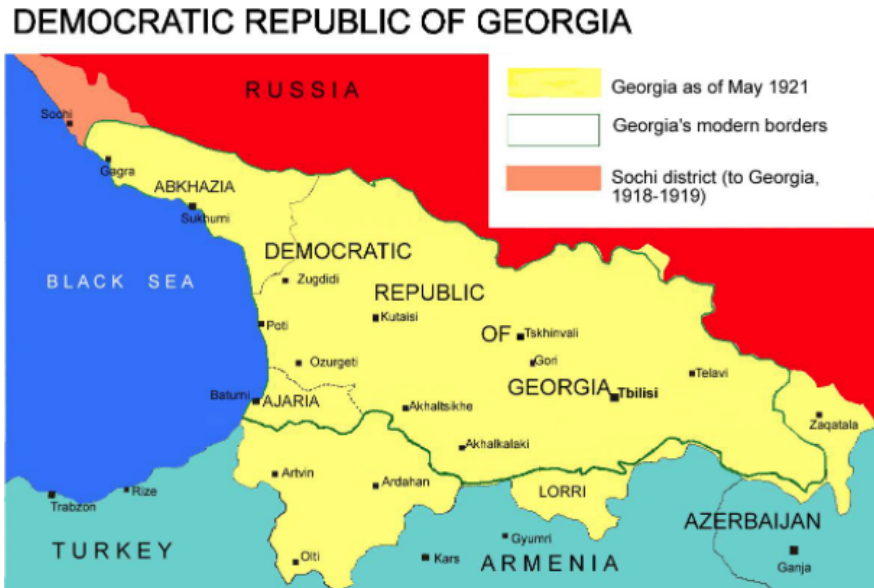 DEMOCRATIC REPUBLIC OF GEORGIA
RUSSIA
Georgia as of May 1921
Georgia's modern borders
Sochi district (to Georgia,
1918-1919)
Sochi
Gagra
ABKHAZIA
Sukhumi
DEMOCRATIC
BLACK SEA
Zugdidi
REPUBLIC
Kutaisi
Poti
OF
Tskhinvali
Ozurgeti
Gori
Telavi
Batumi
AJARIA
GEORGIA
Tbilisi
Akhaltsikhe
Zaqatala
Akhalkalaki
Artvin
Ardahan
LORRI
Trabzon
Rize
AZERBAIJAN
Gyumri
TURKEY
Olti
Kars
ARMENIA
Ganja